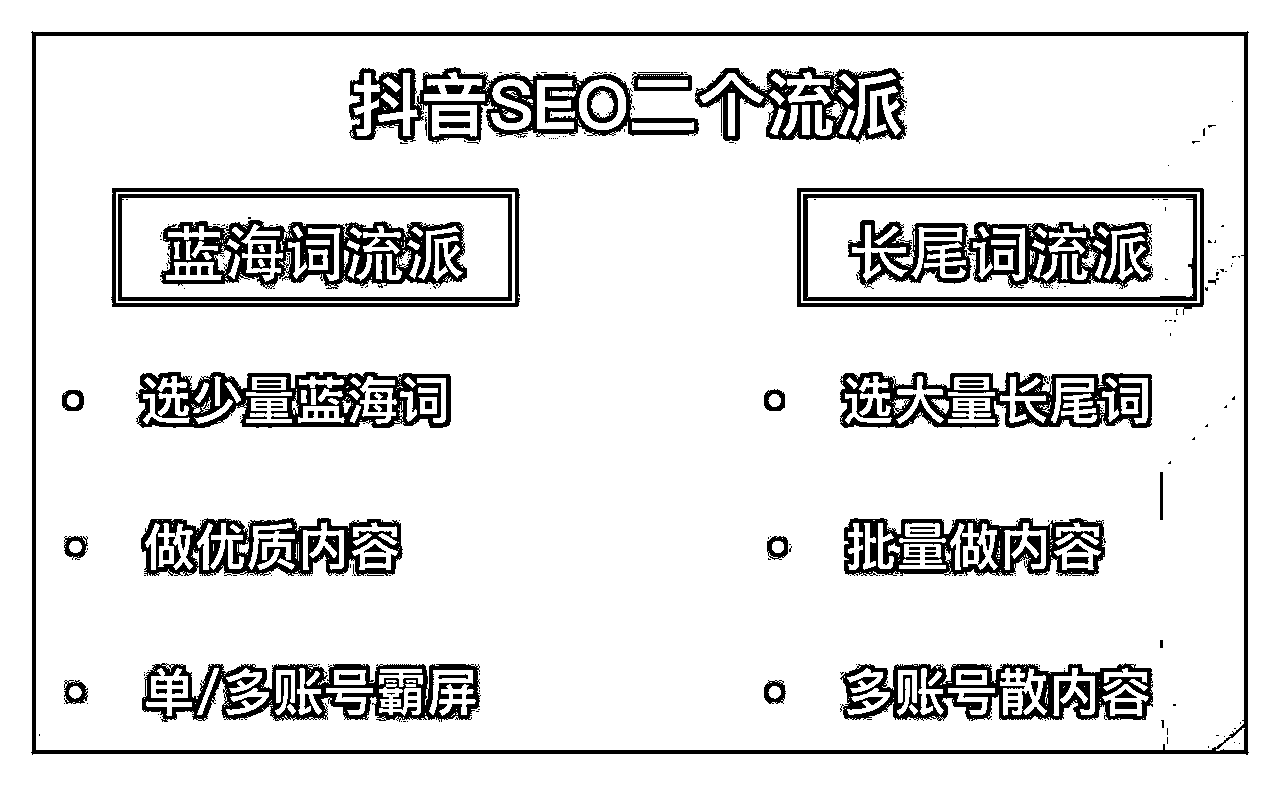 抖音SEO二个流派
蓝海词流派
选少量蓝海词
做优质内容
单/多账号霸屏
长尾词流派
选大量长尾词
批量做内容
多账号散内容